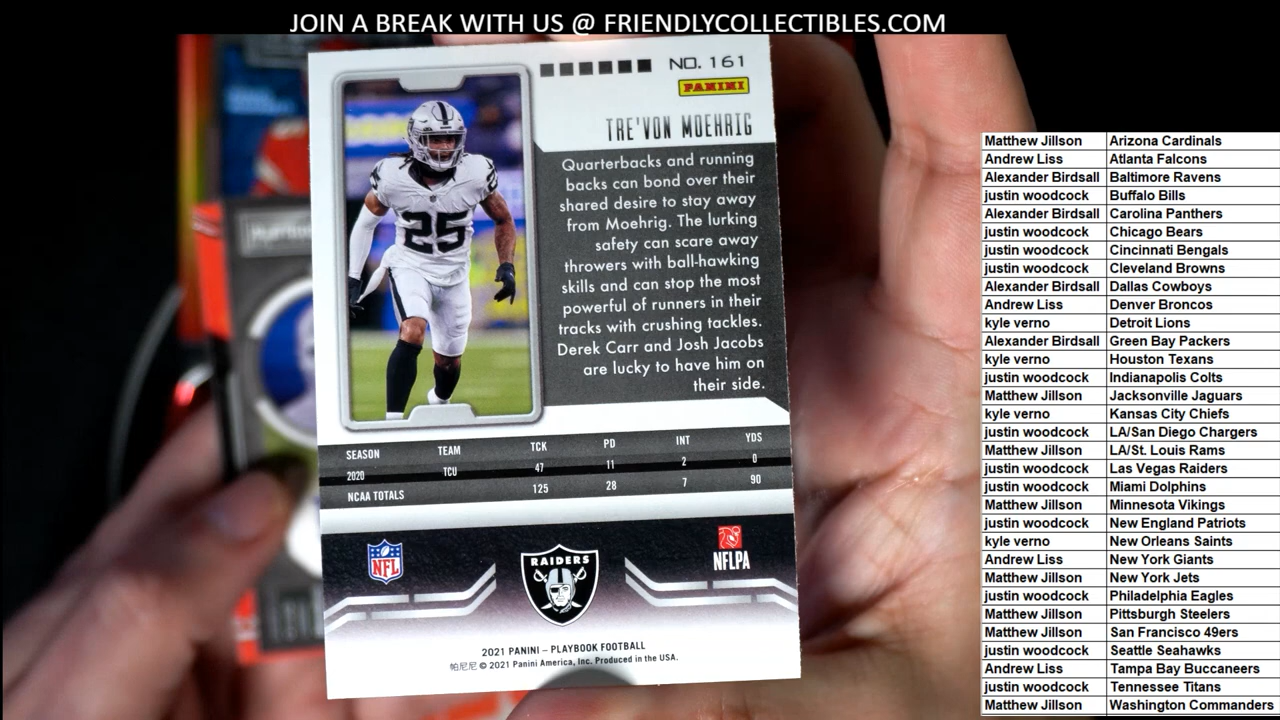 JOIN A BREAK WITH US @ FRIENDLYCOLLECTIBLES.COM
NO. 161
PANINI
TRE'VON MOEHRIG
Quarterbacks and running
backs can bond over their
shared desire to stay away
from Moehrig. The lurking
safety can scare away
throwers with ball-hawking
skills and can stop the most
powerful of runners in their
tracks with crushing tackles.
Derek Carr and Josh Jacobs
are lucky to have him on
their side.
25
SEASON TEAM TCK PD INT YDS
2020 TCU 47 11 2 0
NCAA TOTALS 125 28 7 90
NFL
RAIDERS
NFLPA
2021 PANINI – PLAYBOOK FOOTBALL
帕尼尼 © 2021 Panini America, Inc. Produced in the USA.
Matthew Jillson Arizona Cardinals
Andrew Liss Atlanta Falcons
Alexander Birdsall Baltimore Ravens
justin woodcock Buffalo Bills
Alexander Birdsall Carolina Panthers
justin woodcock Chicago Bears
justin woodcock Cincinnati Bengals
justin woodcock Cleveland Browns
Alexander Birdsall Dallas Cowboys
Andrew Liss Denver Broncos
kyle verno Detroit Lions
Alexander Birdsall Green Bay Packers
kyle verno Houston Texans
justin woodcock Indianapolis Colts
Matthew Jillson Jacksonville Jaguars
kyle verno Kansas City Chiefs
justin woodcock LA/San Diego Chargers
Matthew Jillson LA/St. Louis Rams
justin woodcock Las Vegas Raiders
justin woodcock Miami Dolphins
Matthew Jillson Minnesota Vikings
justin woodcock New England Patriots
kyle verno New Orleans Saints
Andrew Liss New York Giants
Matthew Jillson New York Jets
justin woodcock Philadelphia Eagles
Matthew Jillson Pittsburgh Steelers
Matthew Jillson San Francisco 49ers
justin woodcock Seattle Seahawks
Andrew Liss Tampa Bay Buccaneers
justin woodcock Tennessee Titans
Matthew Jillson Washington Commanders